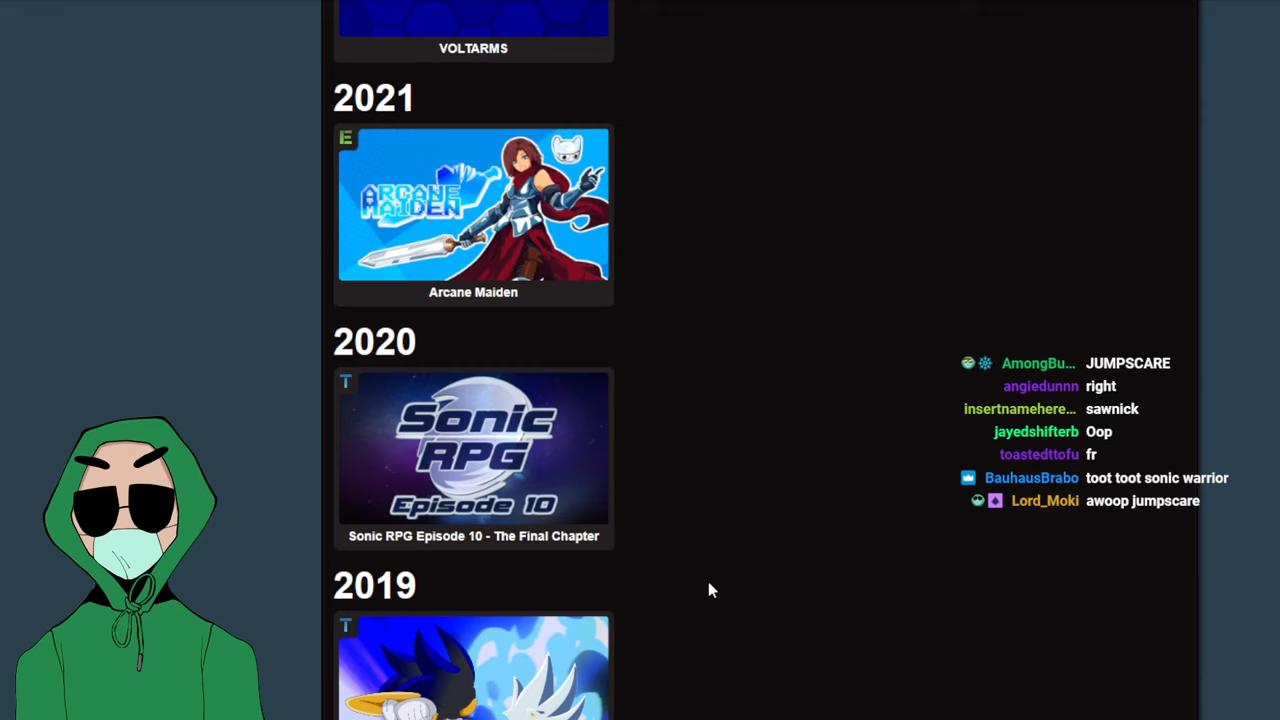 VOLTARMS
2021
E
ARCANE
MAIDEN
Arcane Maiden
2020
T
Sonic
RPG
Episode 10
Sonic RPG Episode 10 - The Final Chapter
2019
T
AmongBu... JUMPSCARE
angiedunnn right
insertnamehere... sawnick
jayedshifterb Oop
toastedttofu fr
BauhausBrabo toot toot sonic warrior
Lord_Moki awoop jumpscare